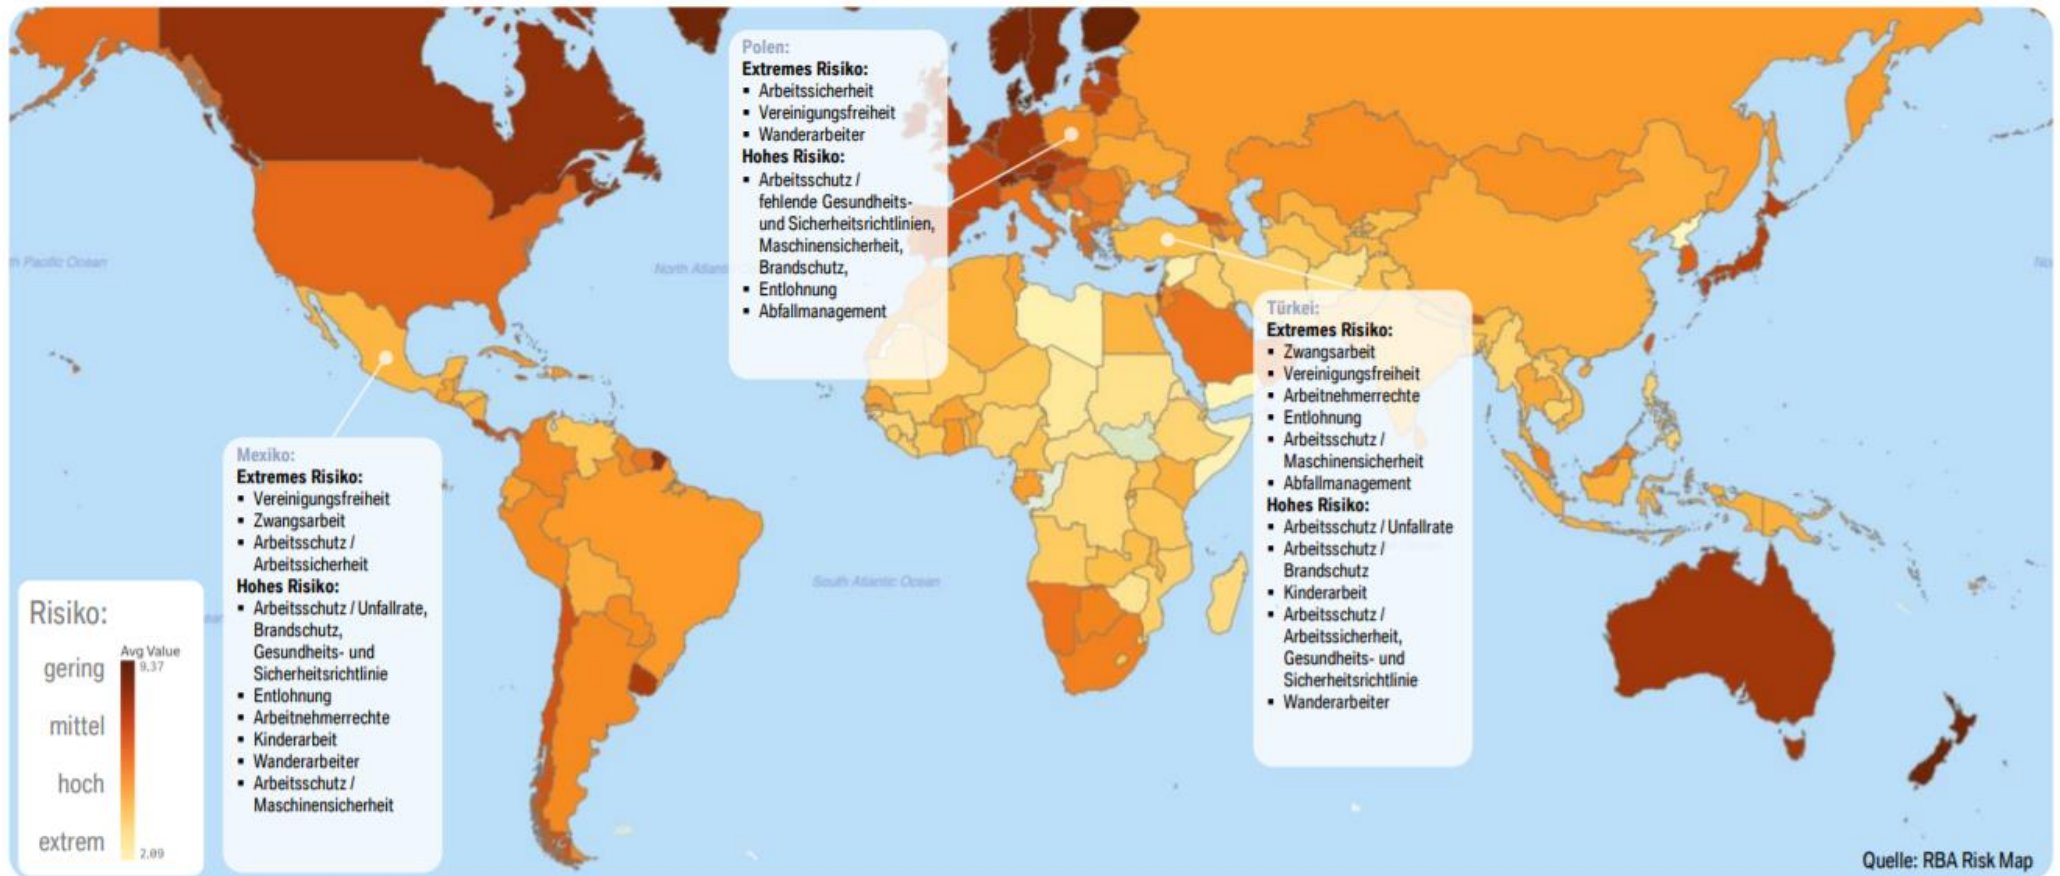 Polen:
Extremes Risiko:
▪ Arbeitssicherheit
▪ Vereinigungsfreiheit
▪ Wanderarbeiter
Hohes Risiko:
▪ Arbeitsschutz /
fehlende Gesundheits-
und Sicherheitsrichtlinien,
Maschinensicherheit,
Brandschutz,
▪ Entlohnung
▪ Abfallmanagement
Pacific Ocean
North
Türkei:
Extremes Risiko:
▪ Zwangsarbeit
▪ Vereinigungsfreiheit
▪ Arbeitnehmerrechte
▪ Entlohnung
▪ Arbeitsschutz /
Maschinensicherheit
▪ Abfallmanagement
Hohes Risiko:
▪ Arbeitsschutz / Unfallrate
▪ Arbeitsschutz /
Brandschutz
▪ Kinderarbeit
▪ Arbeitsschutz /
Arbeitssicherheit,
Gesundheits- und
Sicherheitsrichtlinie
▪ Wanderarbeiter
Mexiko:
Extremes Risiko:
▪ Vereinigungsfreiheit
▪ Zwangsarbeit
▪ Arbeitsschutz /
Arbeitssicherheit
Hohes Risiko:
▪ Arbeitsschutz / Unfallrate,
Brandschutz,
Gesundheits- und
Sicherheitsrichtlinie
▪ Entlohnung
▪ Arbeitnehmerrechte
▪ Kinderarbeit
▪ Wanderarbeiter
▪ Arbeitsschutz /
Maschinensicherheit
South Atlantic Ocean
Risiko:
Avg Value
gering
9.37
mittel
hoch
extrem
2.09
Quelle: RBA Risk Map